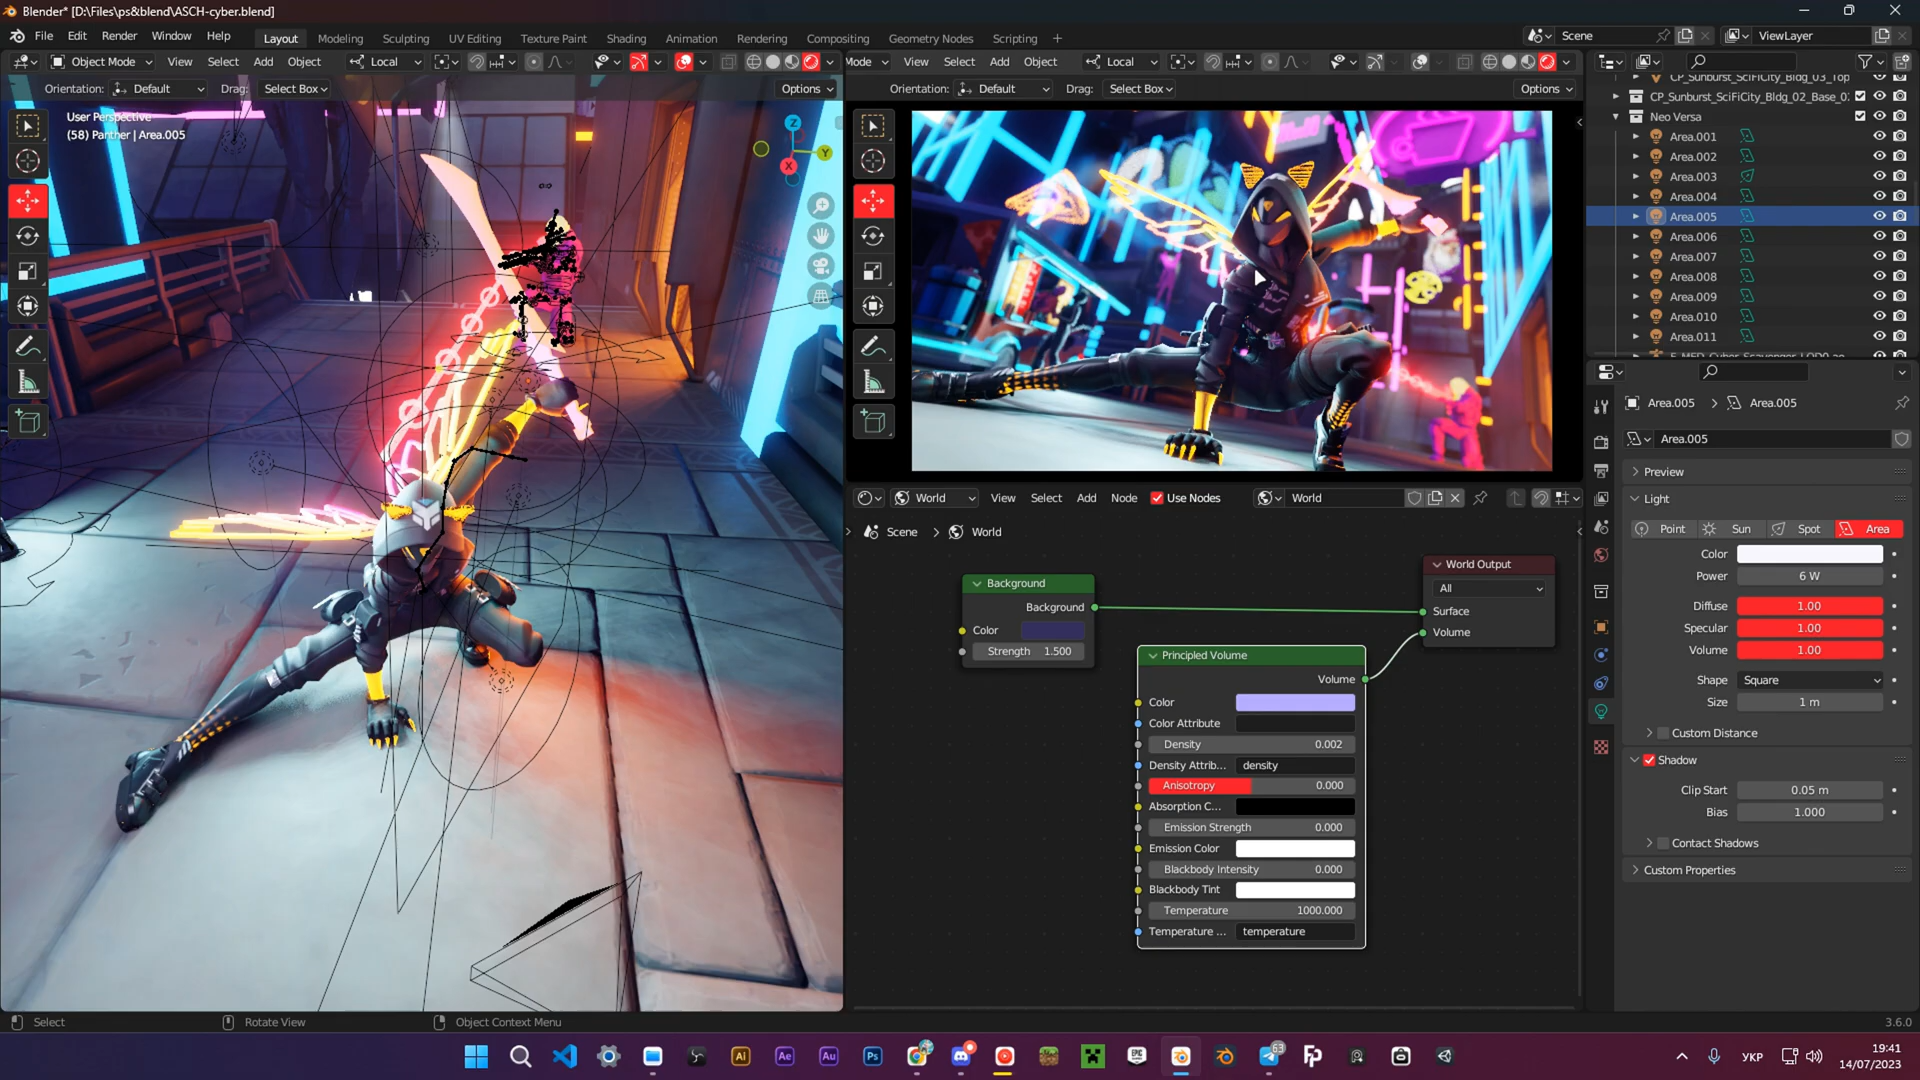 Blender* [D:\Files\ps&blend\ASCH-cyber.blend]
File Edit Render Window Help Layout Modeling Sculpting UV Editing Texture Paint Shading Animation Rendering Compositing Geometry Nodes Scripting + Scene ViewLayer
Object Mode View Select Add Object Local
Mode View Select Add Object Local
Orientation: Default Drag: Select Box Options
Orientation: Default Drag: Select Box Options
User Perspective
(58) Panther | Area.005
Z
Y
X
CP_Sunburst_SciFiCity_Bldg_03_Top
CP_Sunburst_SciFiCity_Bldg_02_Base_0
Neo Versa
Area.001
Area.002
Area.003
Area.004
Area.005
Area.006
Area.007
Area.008
Area.009
Area.010
Area.011
Area.005 > Area.005
Area.005
Preview
Light
Point Sun Spot Area
Color
Power 6 W
Diffuse 1.00
Specular 1.00
Volume 1.00
Shape Square
Size 1 m
Custom Distance
Shadow
Clip Start 0.05 m
Bias 1.000
Contact Shadows
Custom Properties
World View Select Add Node Use Nodes World
Scene > World
Background
Background
Color
Strength 1.500
World Output
All
Surface
Volume
Principled Volume
Volume
Color
Color Attribute
Density 0.002
Density Attrib... density
Anisotropy 0.000
Absorption C...
Emission Strength 0.000
Emission Color
Blackbody Intensity 0.000
Blackbody Tint
Temperature 1000.000
Temperature ... temperature
Select Rotate View Object Context Menu 3.6.0
Ai Ae Au Ps EPIC GAMES 63 УКР
19:41
14/07/2023